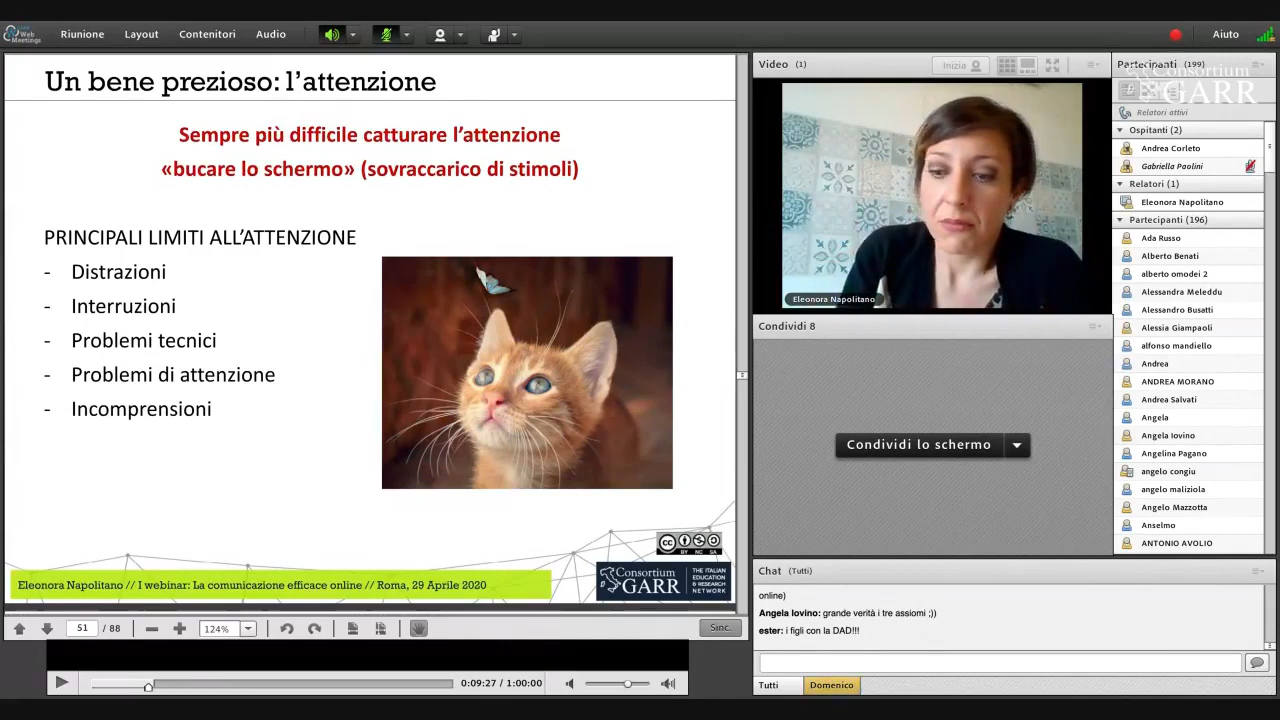 Web
Meetings
Riunione
Layout
Contenitori
Audio
Aiuto
Un bene prezioso: l'attenzione
Sempre più difficile catturare l'attenzione
«bucare lo schermo» (sovraccarico di stimoli)
PRINCIPALI LIMITI ALL'ATTENZIONE
- Distrazioni
- Interruzioni
- Problemi tecnici
- Problemi di attenzione
- Incomprensioni
BY NC SA
Eleonora Napolitano // I webinar: La comunicazione efficace online // Roma, 29 Aprile 2020
Consortium
GARR
THE ITALIAN
EDUCATION
& RESEARCH
NETWORK
51 / 88
124%
Sinc.
0:09:27 / 1:00:00
Video (1)
Inizia
Eleonora Napolitano
Condividi 8
Condividi lo schermo
Partecipanti (199)
Consortium
GARR
Relatori attivi
Ospitanti (2)
Andrea Corleto
Gabriella Paolini
Relatori (1)
Eleonora Napolitano
Partecipanti (196)
Ada Russo
Alberto Benati
alberto omodei 2
Alessandra Meleddu
Alessandro Busatti
Alessia Giampaoli
alfonso mandiello
Andrea
ANDREA MORANO
Andrea Salvati
Angela
Angela Iovino
Angelina Pagano
angelo congiu
angelo maliziola
Angelo Mazzotta
Anselmo
ANTONIO AVOLIO
Chat (Tutti)
online)
Angela Iovino: grande verità i tre assiomi ;))
ester: i figli con la DAD!!!
Tutti
Domenico